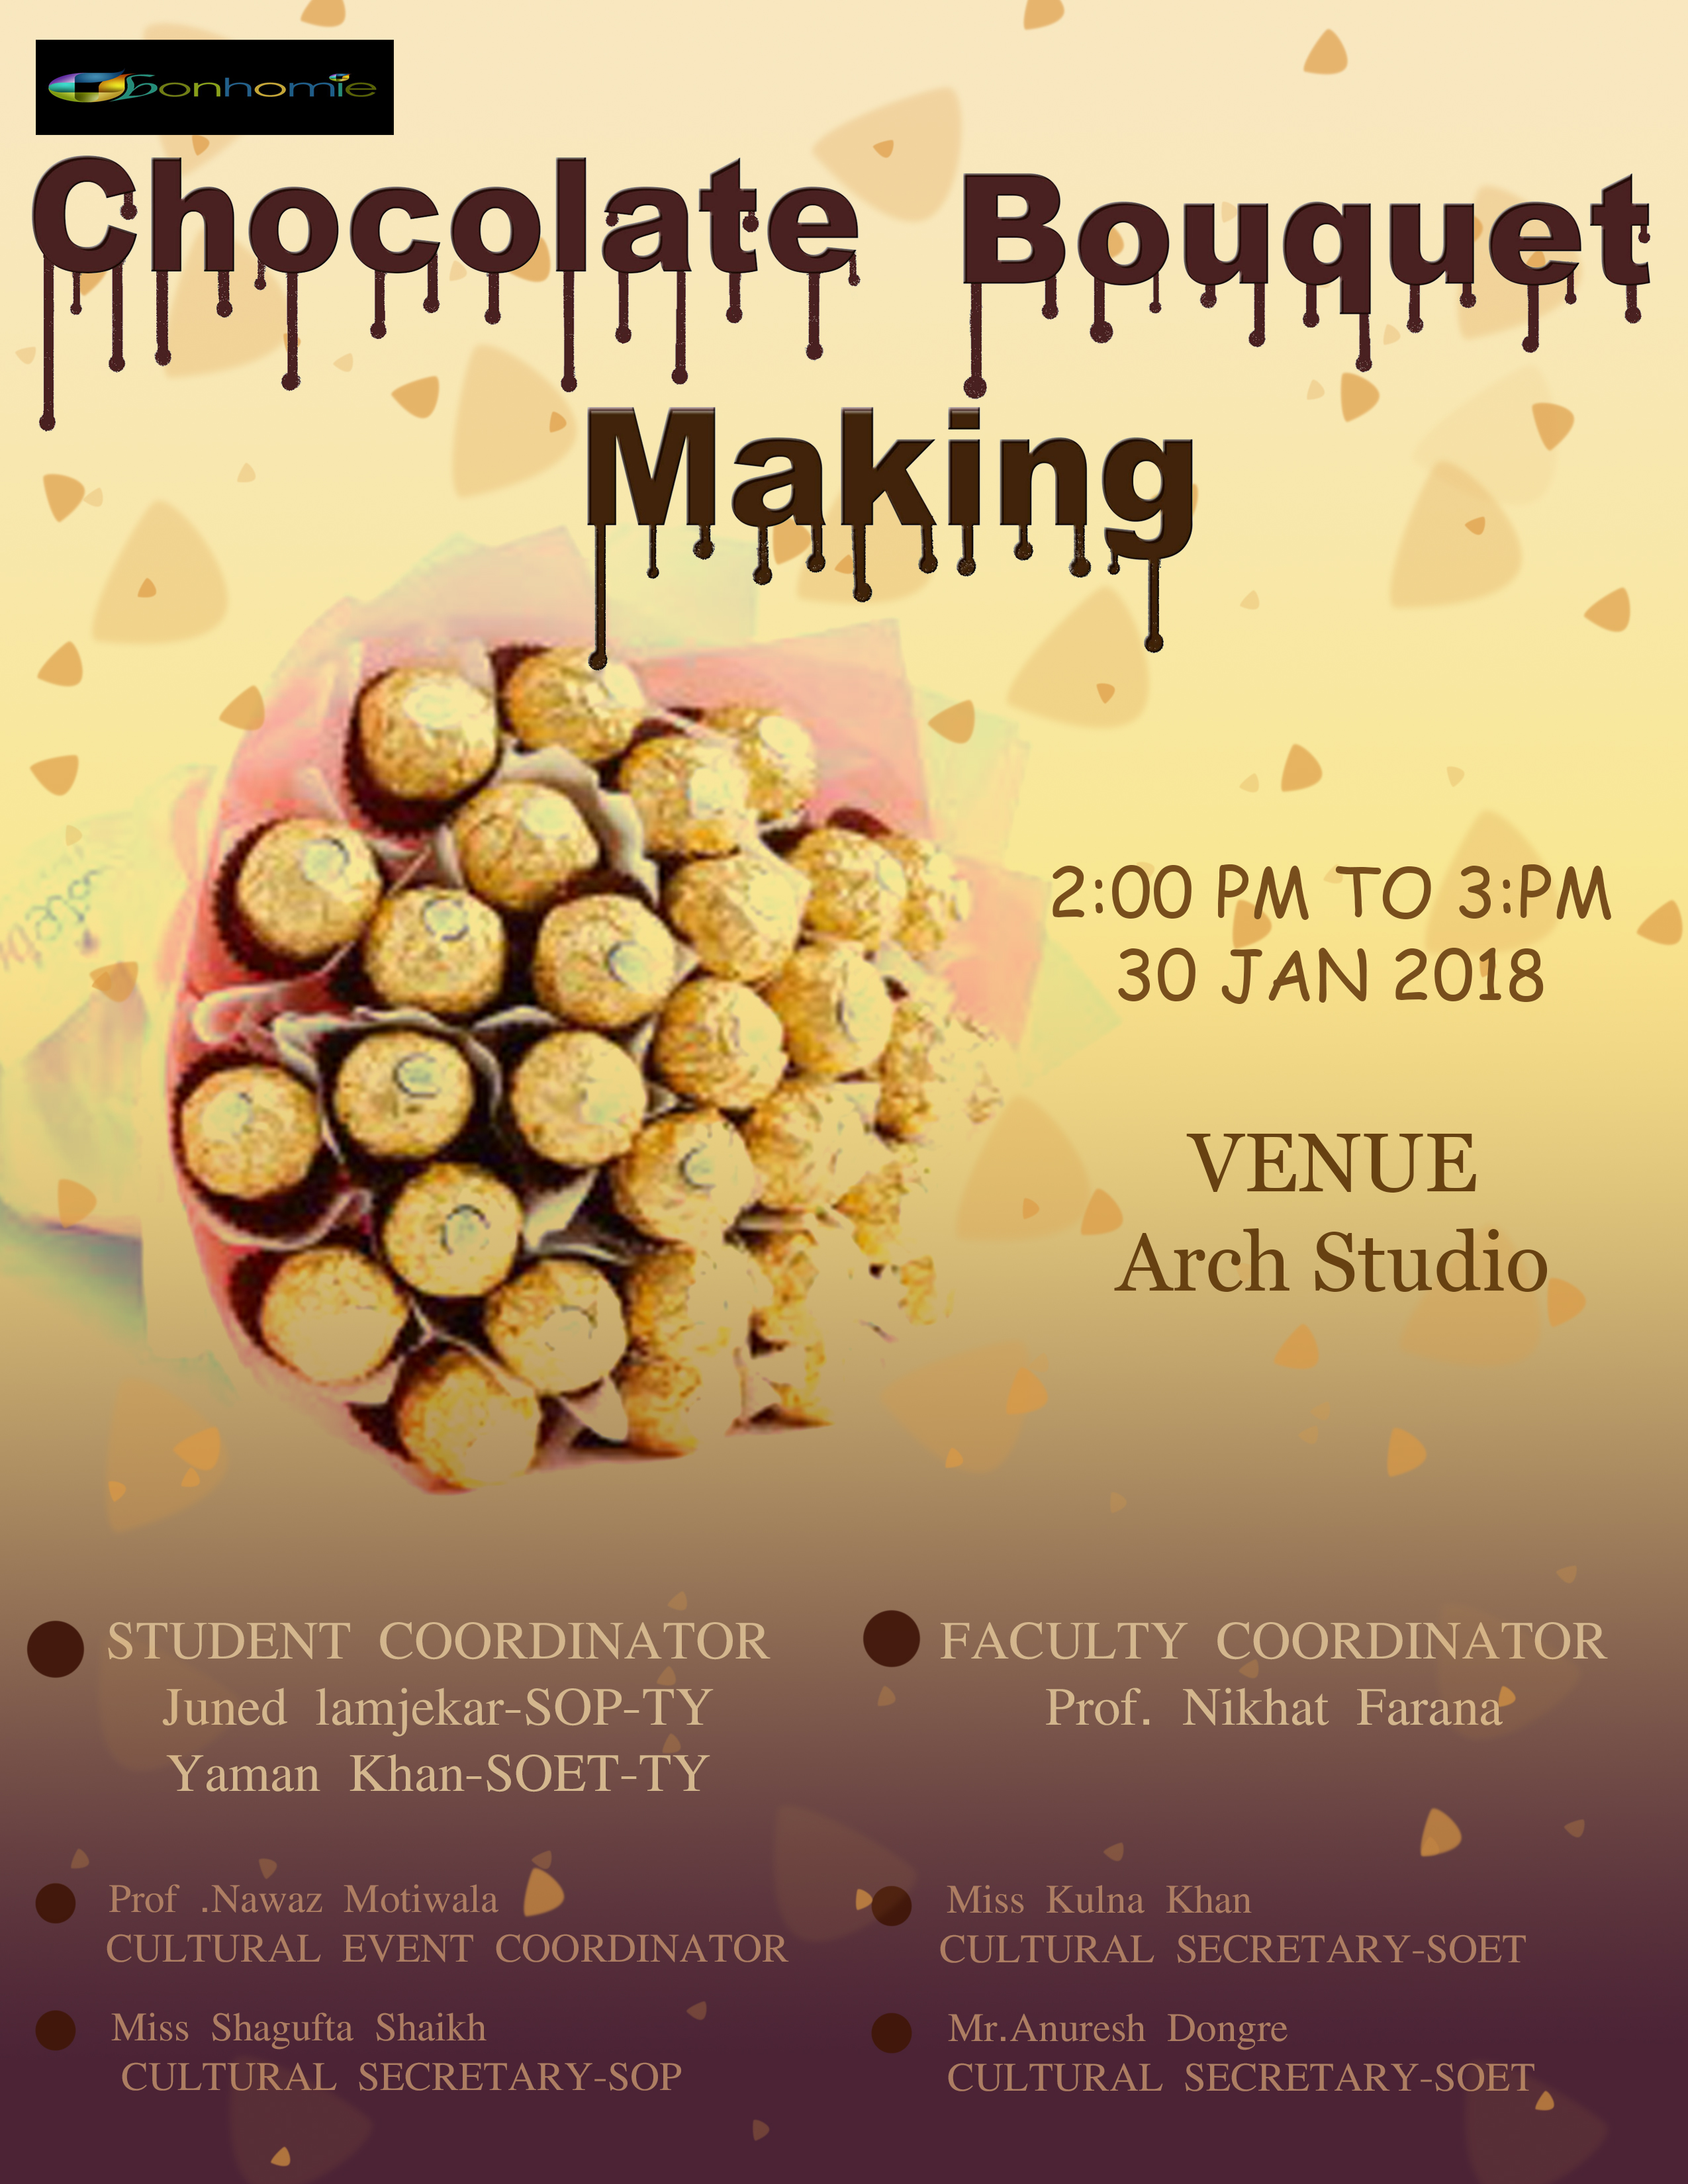 bonhomie
Chocolate Bouquet
Making
2:00 PM TO 3:PM
30 JAN 2018
VENUE
Arch Studio
STUDENT COORDINATOR
Juned lamjekar-SOP-TY
Yaman Khan-SOET-TY
FACULTY COORDINATOR
Prof. Nikhat Farana
Prof .Nawaz Motiwala
CULTURAL EVENT COORDINATOR
Miss Kulna Khan
CULTURAL SECRETARY-SOET
Miss Shagufta Shaikh
CULTURAL SECRETARY-SOP
Mr.Anuresh Dongre
CULTURAL SECRETARY-SOET